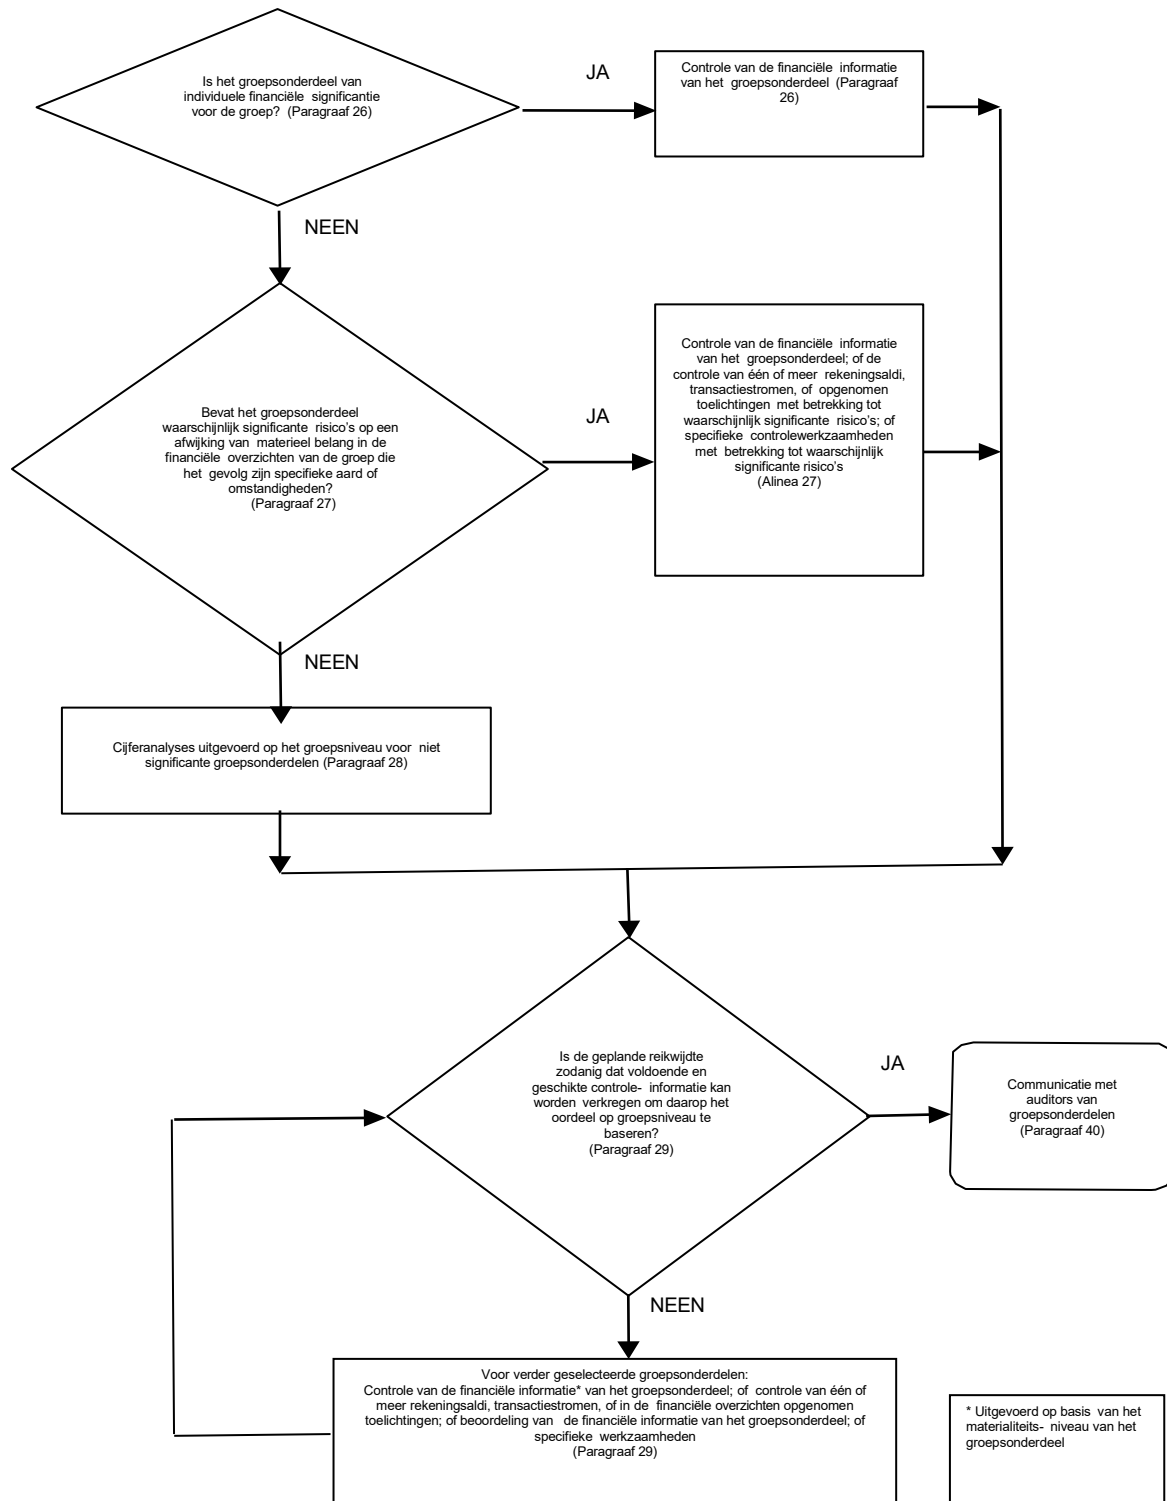 Is het groepsonderdeel van
individuele financiële significantie
voor de groep? (Paragraaf 26)
JA
Controle van de financiële informatie
van het groepsonderdeel (Paragraaf
26)
NEEN
Bevat het groepsonderdeel
waarschijnlijk significante risico's op een
afwijking van materieel belang in de
financiële overzichten van de groep die
het gevolg zijn specifieke aard of
omstandigheden?
(Paragraaf 27)
JA
Controle van de financiële informatie
van het groepsonderdeel; of de
controle van één of meer rekeningsaldi,
transactiestromen, of opgenomen
toelichtingen met betrekking tot
waarschijnlijk significante risico's; of
specifieke controlewerkzaamheden
met betrekking tot waarschijnlijk
significante risico's
(Alinea 27)
NEEN
Cijferanalyses uitgevoerd op het groepsniveau voor niet
significante groepsonderdelen (Paragraaf 28)
Is de geplande reikwijdte
zodanig dat voldoende en
geschikte controle- informatie kan
worden verkregen om daarop het
oordeel op groepsniveau te
baseren?
(Paragraaf 29)
JA
Communicatie met
auditors van
groepsonderdelen
(Paragraaf 40)
NEEN
Voor verder geselecteerde groepsonderdelen:
Controle van de financiële informatie* van het groepsonderdeel; of controle van één of
meer rekeningsaldi, transactiestromen, of in de financiële overzichten opgenomen
toelichtingen; of beoordeling van de financiële informatie van het groepsonderdeel; of
specifieke werkzaamheden
(Paragraaf 29)
* Uitgevoerd op basis van het
materialiteits- niveau van het
groepsonderdeel